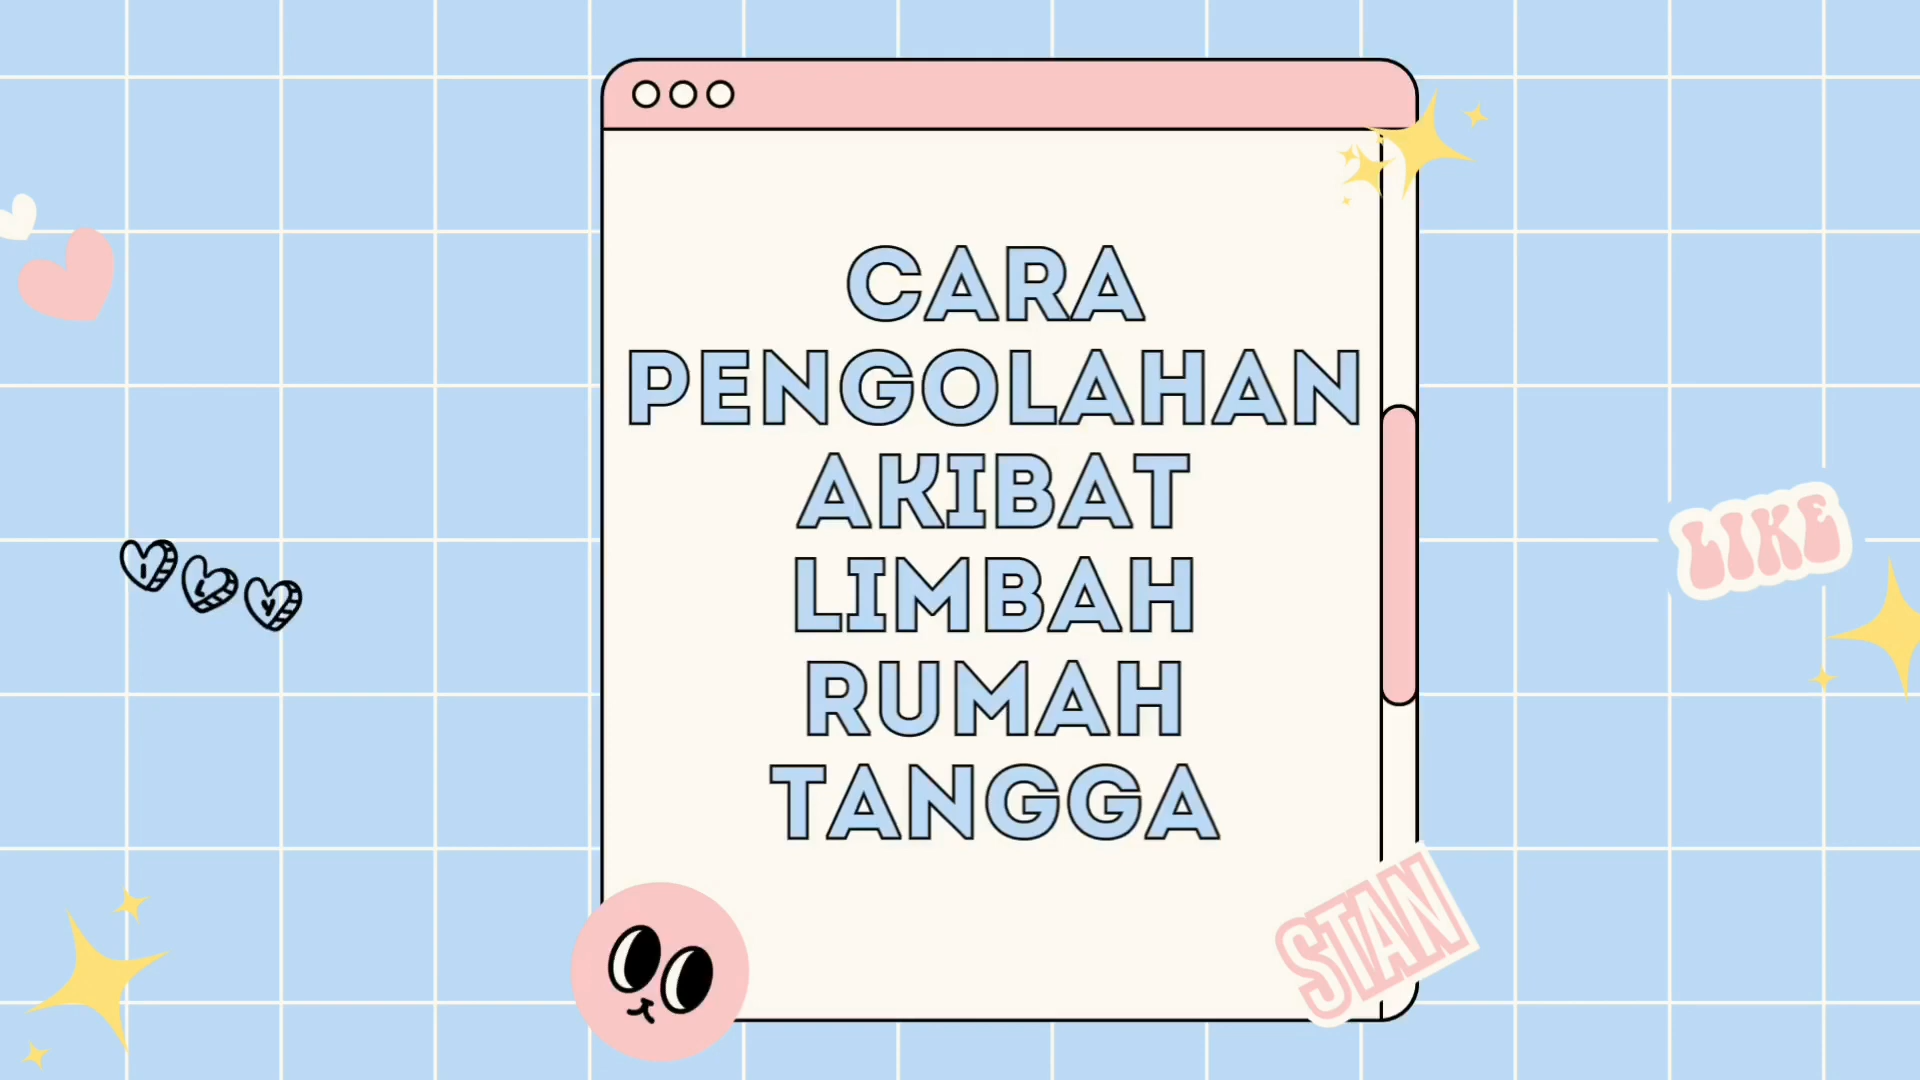 CARA
PENGOLAHAN
AKIBAT
LIMBAH
RUMAH
TANGGA
I L Y
LIKE
STAN